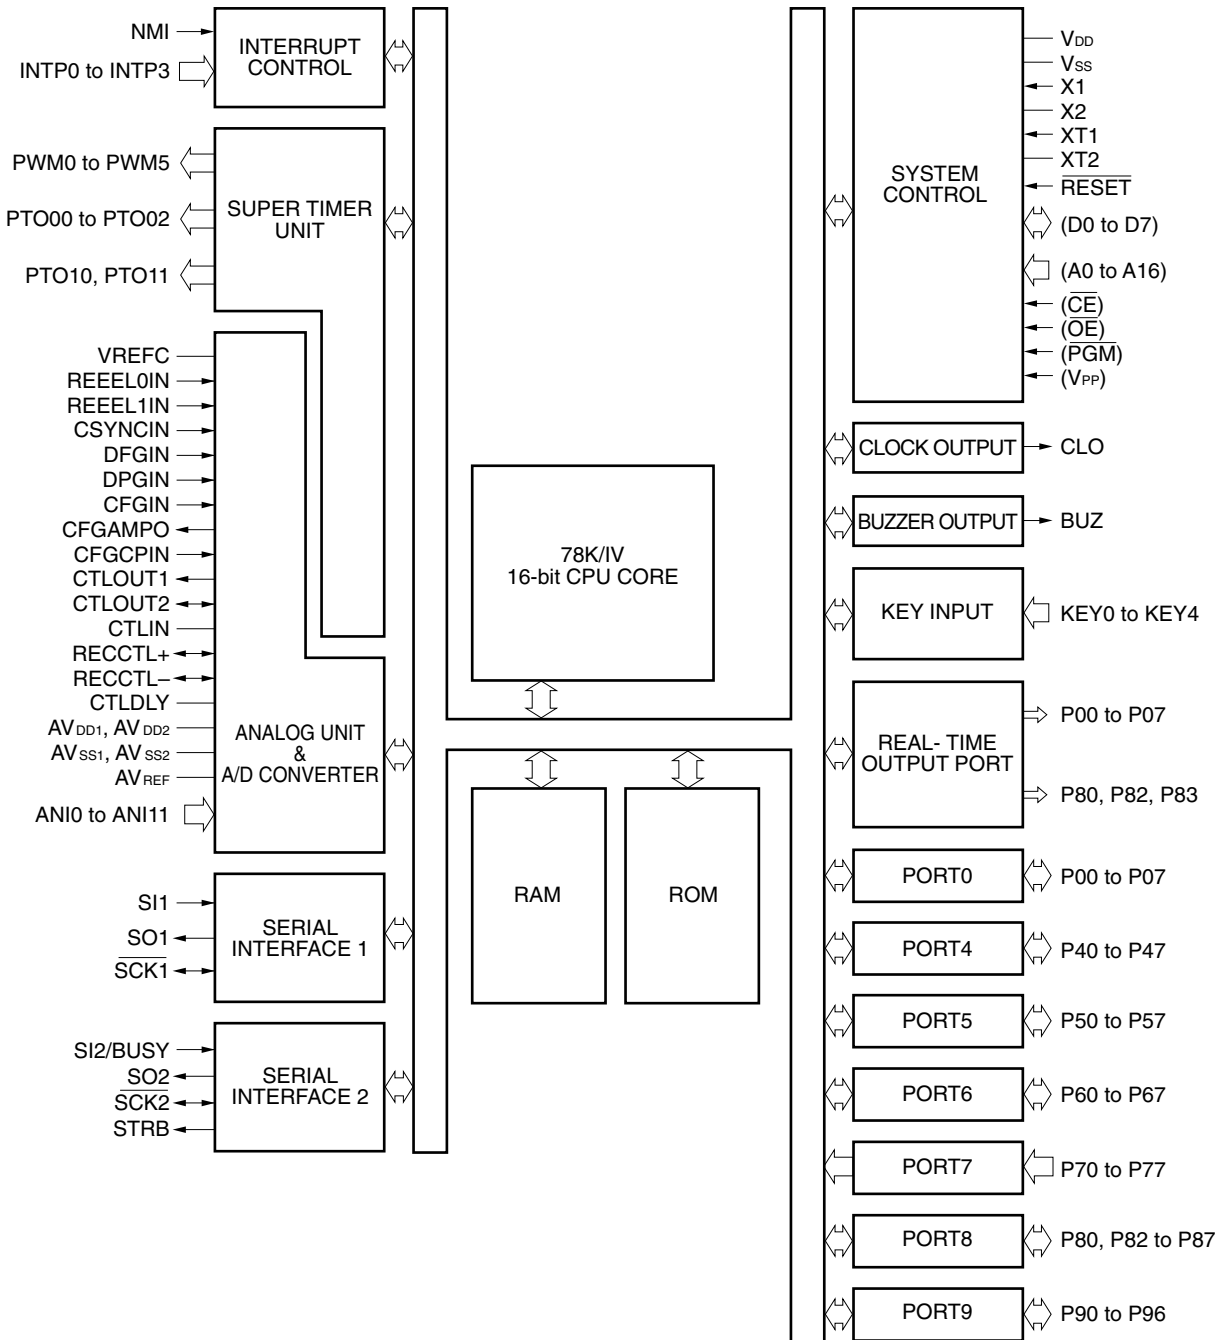 NMI
INTP0 to INTP3
INTERRUPT
CONTROL
PWM0 to PWM5
PTO00 to PTO02
PTO10, PTO11
SUPER TIMER
UNIT
VREFC
REEEL0IN
REEEL1IN
CSYNCIN
DFGIN
DPGIN
CFGIN
CFGAMPO
CFGCPIN
CTLOUT1
CTLOUT2
CTLIN
RECCTL+
RECCTL–
CTLDLY
AVDD1, AVDD2
AVSS1, AVSS2
AVREF
ANI0 to ANI11
ANALOG UNIT
&
A/D CONVERTER
SI1
SO1
SCK1
SERIAL
INTERFACE 1
SI2/BUSY
SO2
SCK2
STRB
SERIAL
INTERFACE 2
78K/IV
16-bit CPU CORE
RAM
ROM
SYSTEM
CONTROL
VDD
VSS
X1
X2
XT1
XT2
RESET
(D0 to D7)
(A0 to A16)
(CE)
(OE)
(PGM)
(VPP)
CLOCK OUTPUT
CLO
BUZZER OUTPUT
BUZ
KEY INPUT
KEY0 to KEY4
REAL- TIME
OUTPUT PORT
P00 to P07
P80, P82, P83
PORT0
P00 to P07
PORT4
P40 to P47
PORT5
P50 to P57
PORT6
P60 to P67
PORT7
P70 to P77
PORT8
P80, P82 to P87
PORT9
P90 to P96